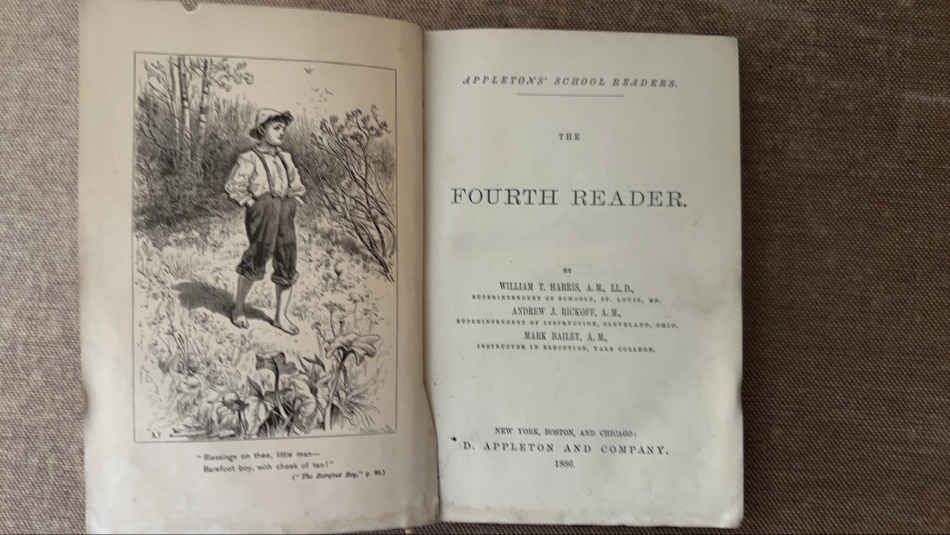 "Blessings on thee, little man—
Barefoot boy, with cheek of tan!"
("The Barefoot Boy," p. 95.)
APPLETONS' SCHOOL READERS.
THE
FOURTH READER.
BY
WILLIAM T. HARRIS, A. M., LL. D.,
SUPERINTENDENT OF SCHOOLS, ST. LOUIS, MO.
ANDREW J. RICKOFF, A. M.,
SUPERINTENDENT OF INSTRUCTION, CLEVELAND, OHIO.
MARK BAILEY, A. M.,
INSTRUCTOR IN ELOCUTION, YALE COLLEGE.
NEW YORK, BOSTON, AND CHICAGO:
D. APPLETON AND COMPANY.
1886.